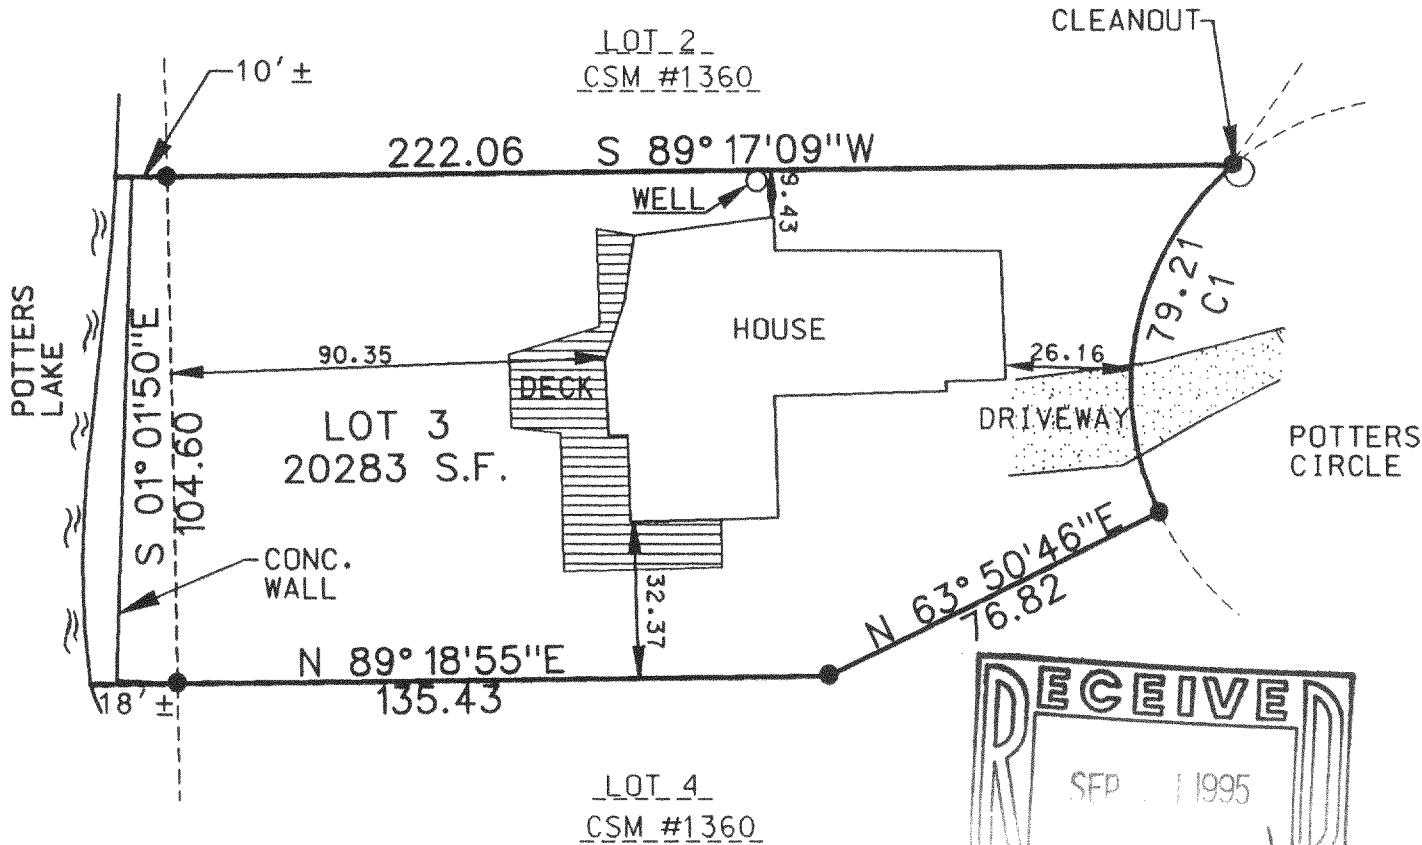 CLEANOUT
LOT 2
CSM #1360
10' ±
222.06 S 89° 17'09"W
WELL
9.43
79.21
C1
POTTERS
LAKE
HOUSE
90.35
26.16
DECK
S 01° 01'50"E
104.60
LOT 3
20283 S.F.
DRIVEWAY
POTTERS
CIRCLE
CONC.
WALL
32.37
N 63° 50'46"E
76.82
N 89° 18'55"E
135.43
18' ±
RECEIVED
SEP 1995
LOT 4
CSM #1360